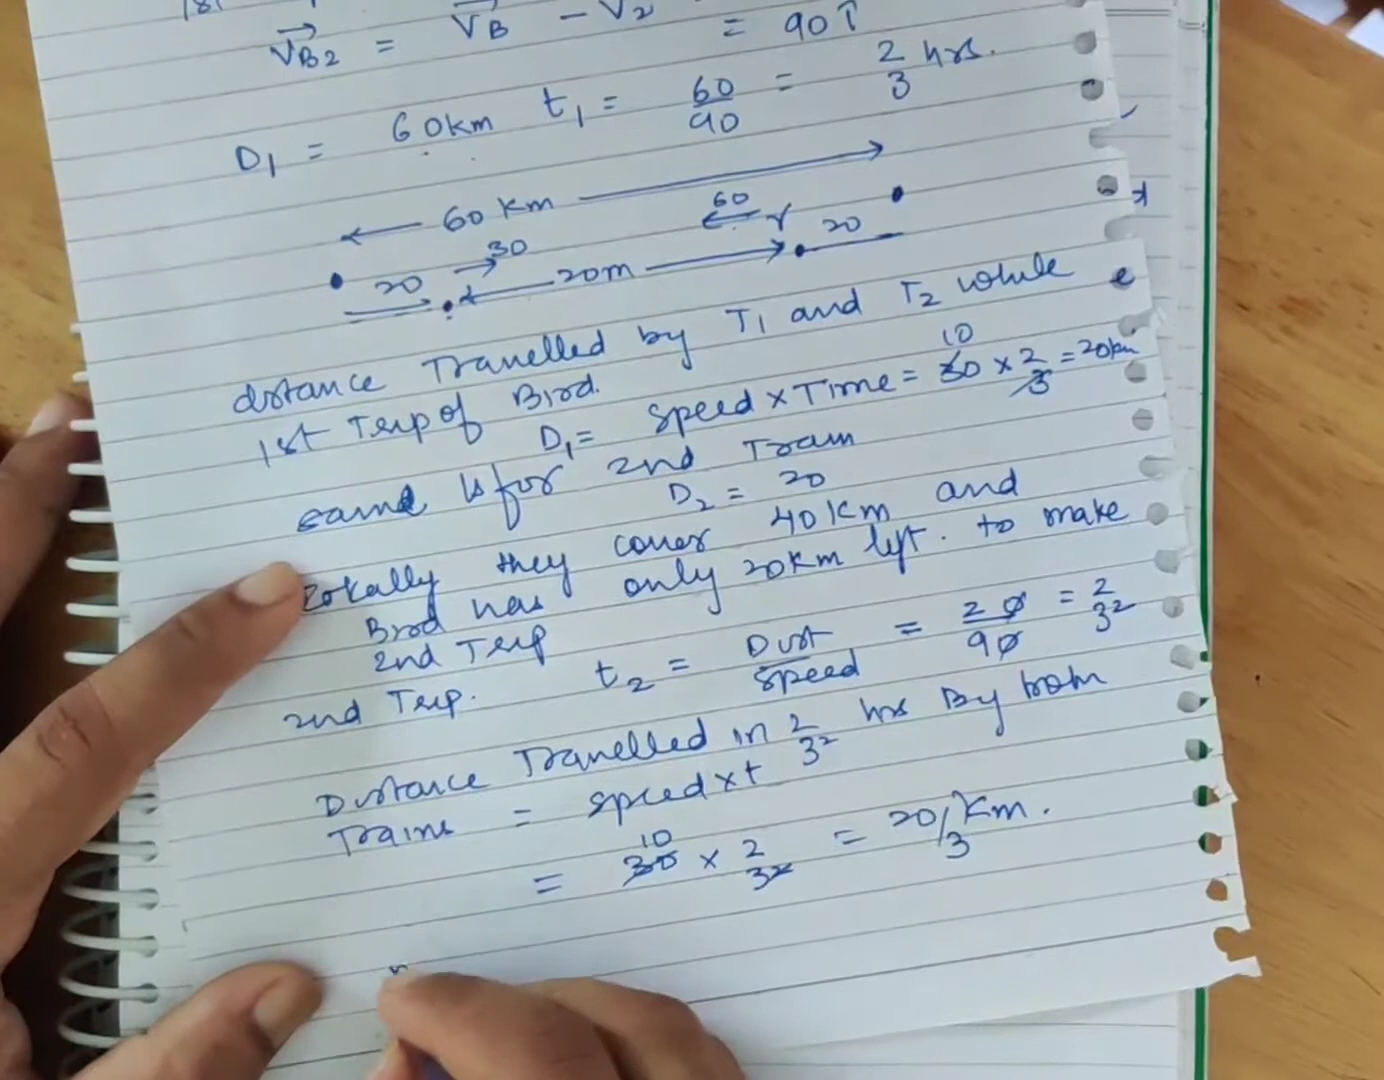 1st
V⃗B2 = V⃗B − V2
= 90 î
D1 = 60km t1 = 60/90 = 2/3 hrs.
60 km
60
20 30 20m 20
distance Travelled by T1 and T2 while
1st Trip of Bird.
D1 = Speed x Time = 30 10 x 2/3 = 20km
same is for 2nd Train
D2 = 20
totally they cover 40km and
Bird has only 20km left. to make
2nd Trip
2nd Trip. t2 = Dist/speed = 20/90 = 2/3²
Distance Travelled in 2/3² hrs By both
Trains = speed x t
= 30 10 x 2/3² = 20/3 km.